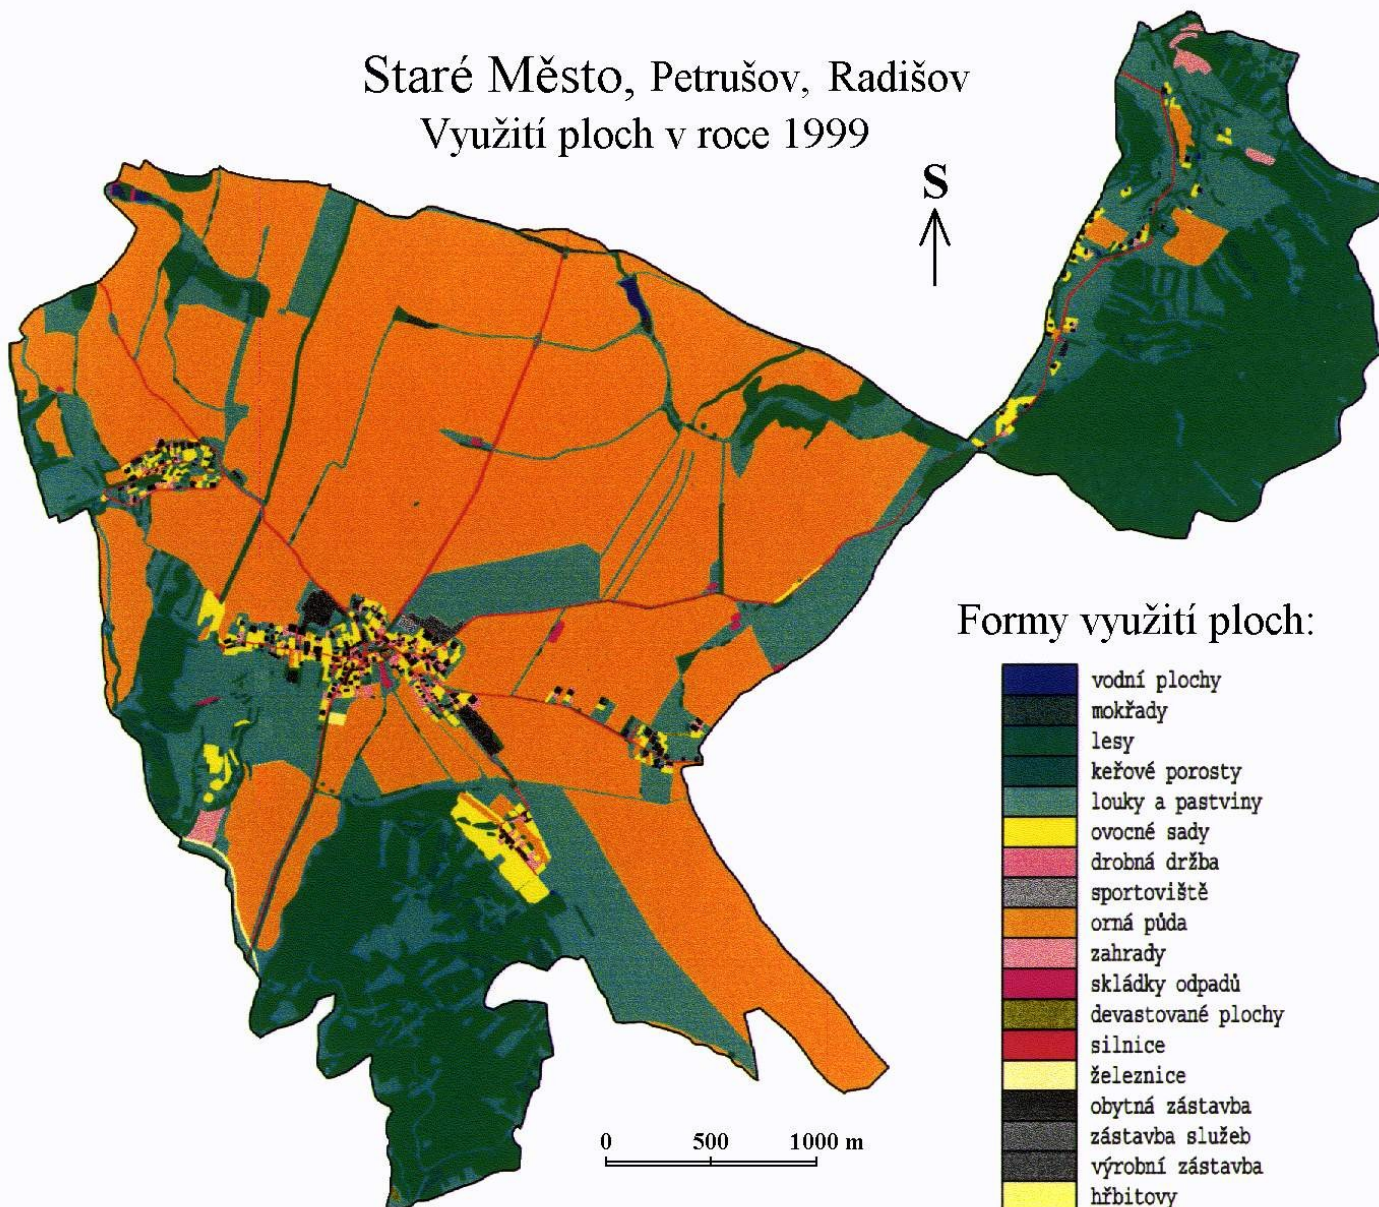 Staré Město, Petrušov, Radišov
Využití ploch v roce 1999
S
Formy využití ploch:
vodní plochy
mokřady
lesy
keřové porosty
louky a pastviny
ovocné sady
drobná držba
sportoviště
orná půda
zahrady
skládky odpadů
devastované plochy
silnice
železnice
obytná zástavba
zástavba služeb
výrobní zástavba
hřbitovy
0 500 1000 m